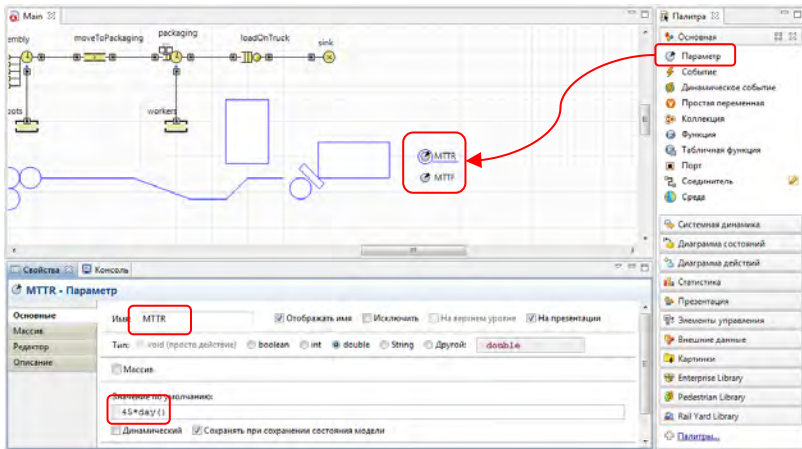 Main
Палитра
Основная
Параметр
Событие
Динамическое событие
Простая переменная
Коллекция
Функция
Табличная функция
Порт
Соединитель
Среда
Системная динамика
Диаграмма состояний
Диаграмма действий
Статистика
Презентация
Элементы управления
Внешние данные
Картинки
Enterprise Library
Pedestrian Library
Rail Yard Library
Палитры...
embly
moveToPackaging
packaging
loadOnTruck
sink
ots
workers
MTTR
MTTF
Свойства
Консоль
MTTR - Параметр
Основные
Массив
Редактор
Описание
Имя: MTTR Отображать имя Исключить На верхнем уровне На презентации
Тип: void (просто действие) boolean int double String Другой: double
Массив
Значение по умолчанию:
45*day()
Динамический Сохранять при сохранении состояния модели